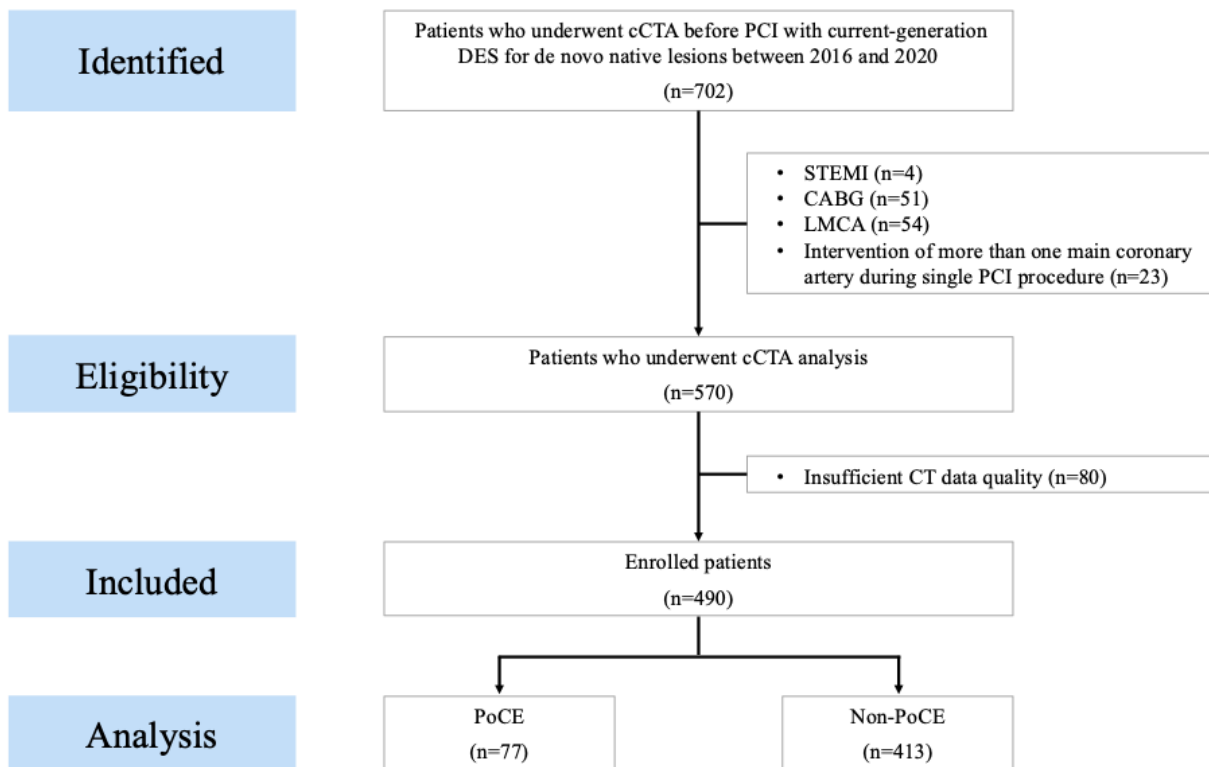 Identified
Patients who underwent cCTA before PCI with current-generation
DES for de novo native lesions between 2016 and 2020
(n=702)
• STEMI (n=4)
• CABG (n=51)
• LMCA (n=54)
• Intervention of more than one main coronary
artery during single PCI procedure (n=23)
Eligibility
Patients who underwent cCTA analysis
(n=570)
• Insufficient CT data quality (n=80)
Included
Enrolled patients
(n=490)
Analysis
PoCE
(n=77)
Non-PoCE
(n=413)